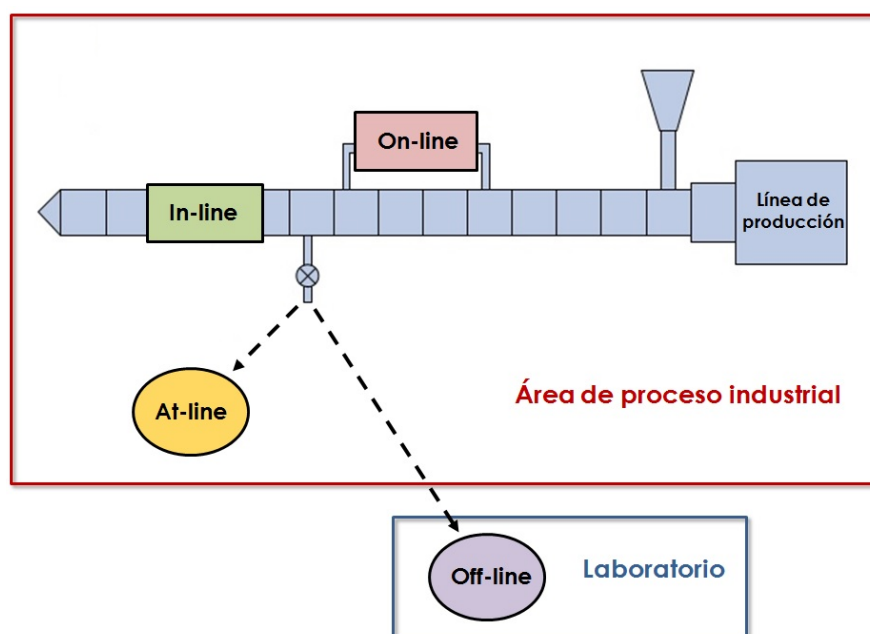 On-line
In-line
Línea de
producción
At-line
Área de proceso industrial
Off-line
Laboratorio